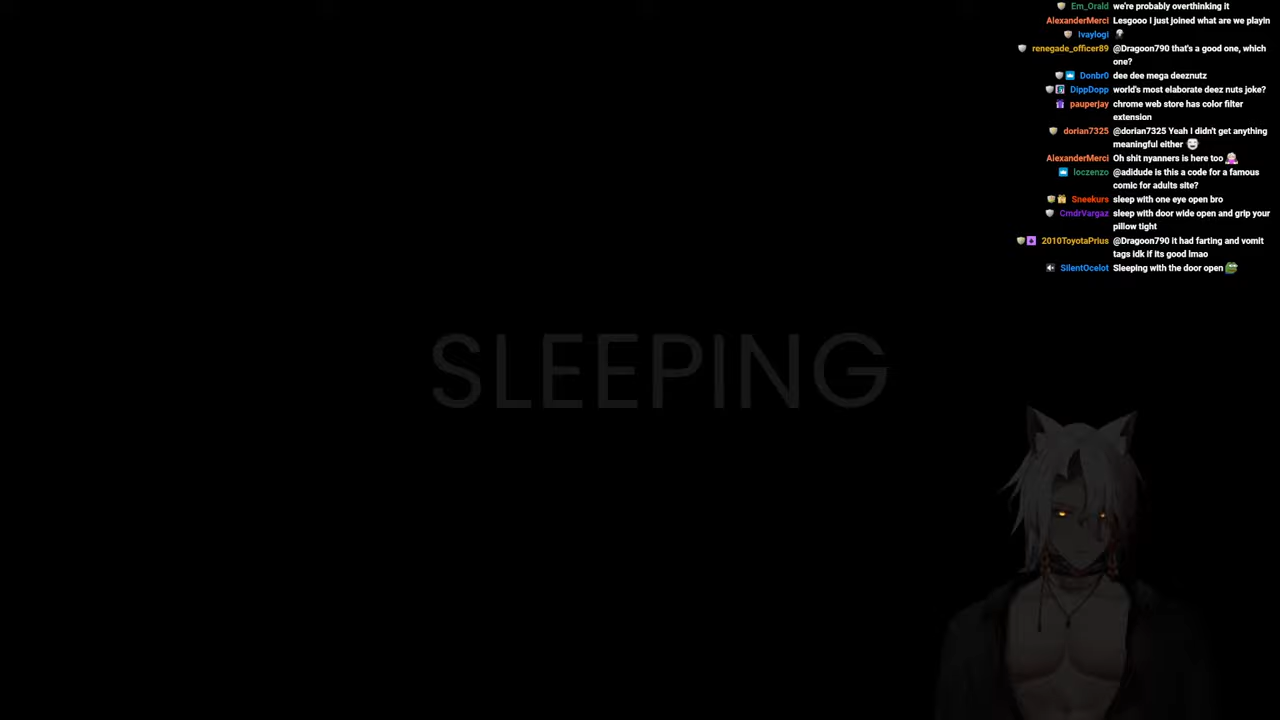 Em_Orald we're probably overthinking it
AlexanderMerci Lesgooo I just joined what are we playin
Ivaylogi
renegade_officer89 @Dragoon790 that's a good one, which
one?
Donbr0 dee dee mega deeznutz
DippDopp world's most elaborate deez nuts joke?
pauperjay chrome web store has color filter
extension
dorian7325 @dorian7325 Yeah I didn't get anything
meaningful either
AlexanderMerci Oh shit nyanners is here too
loczenzo @adidude is this a code for a famous
comic for adults site?
Sneekurs sleep with one eye open bro
CmdrVargaz sleep with door wide open and grip your
pillow tight
2010ToyotaPrius @Dragoon790 it had farting and vomit
tags idk if its good lmao
SilentOcelot Sleeping with the door open
SLEEPING